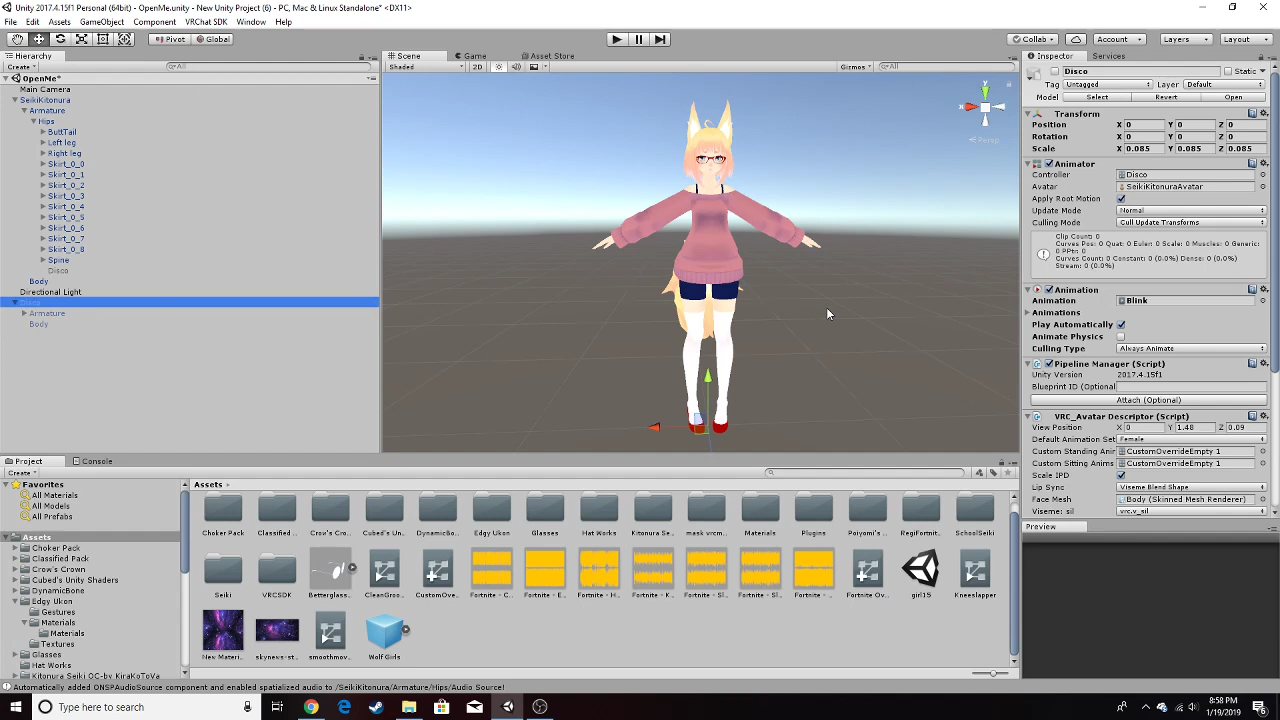 Unity 2017.4.15f1 Personal (64bit) - OpenMe.unity - VRC New Unity Project (6) - PC, Mac & Linux Standalone* <DX11>
File Edit Assets GameObject Component VRChat SDK Window Help
Pivot Global Collab Account Layers Layout
Hierarchy
Create All
OpenMe*
Main Camera
SeikiKitonura
Armature
Hips
ButtTail
Left leg
Right leg
Skirt_0_0
Skirt_0_1
Skirt_0_2
Skirt_0_3
Skirt_0_4
Skirt_0_5
Skirt_0_6
Skirt_0_7
Skirt_0_8
Spine
Disco
Body
Directional Light
Disco
Armature
Body
Scene Game Asset Store
Shaded 2D Gizmos All
y
x
Persp
Inspector Services
Disco Static
Tag Untagged Layer Default
Model Select Revert Open
Transform
Position X 0 Y 0 Z 0
Rotation X 0 Y 0 Z 0
Scale X 0.085 Y 0.085 Z 0.085
Animator
Controller Disco
Avatar SeikiKitonuraAvatar
Apply Root Motion
Update Mode Normal
Culling Mode Cull Update Transforms
Clip Count: 0
Curves Pos: 0 Quat: 0 Euler: 0 Scale: 0 Muscles: 0 Generic:
0 PPtr: 0
Curves Count: 0 Constant: 0 (0.0%) Dense: 0 (0.0%)
Stream: 0 (0.0%)
Animation
Animation Blink
Animations
Play Automatically
Animate Physics
Culling Type Always Animate
Pipeline Manager (Script)
Unity Version 2017.4.15f1
Blueprint ID (Optional
Attach (Optional)
VRC_Avatar Descriptor (Script)
View Position X 0 Y 1.48 Z 0.09
Default Animation Set Female
Custom Standing Anim CustomOverrideEmpty 1
Custom Sitting Anims CustomOverrideEmpty 1
Scale IPD
Lip Sync Viseme Blend Shape
Face Mesh Body (Skinned Mesh Renderer)
Viseme: sil vrc.v_sil
Preview
Project Console
Create
Favorites
All Materials
All Models
All Prefabs
Assets
Choker Pack
Classified Pack
Crow's Crown
Cubed's Unity Shaders
DynamicBone
Edgy Ukon
Gestures
Materials
Materials
Textures
Glasses
Hat Works
Kitonura Seiki OC-by KiraKoToVa
Assets
Choker Pack Classified ... Crow's Cro... Cubed's Un... DynamicBo... Edgy Ukon Glasses Hat Works Kitonura Se... mask vrcm... Materials Plugins Poiyomi's ... RegiFortnit... SchoolSeiki
Seiki VRCSDK Betterglass... CleanGroo... CustomOve... Fortnite - C... Fortnite - E... Fortnite - H... Fortnite - K... Fortnite - Sl... Fortnite - Sl... Fortnite - ... Fortnite Ov... girl15 Kneeslapper
New Materi... skynew-st... smoothmov... Wolf Girls
Automatically added ONSPAudioSource component and enabled spatialized audio to /SeikiKitonura/Armature/Hips/Audio Source!
Type here to search
8:58 PM
1/19/2019